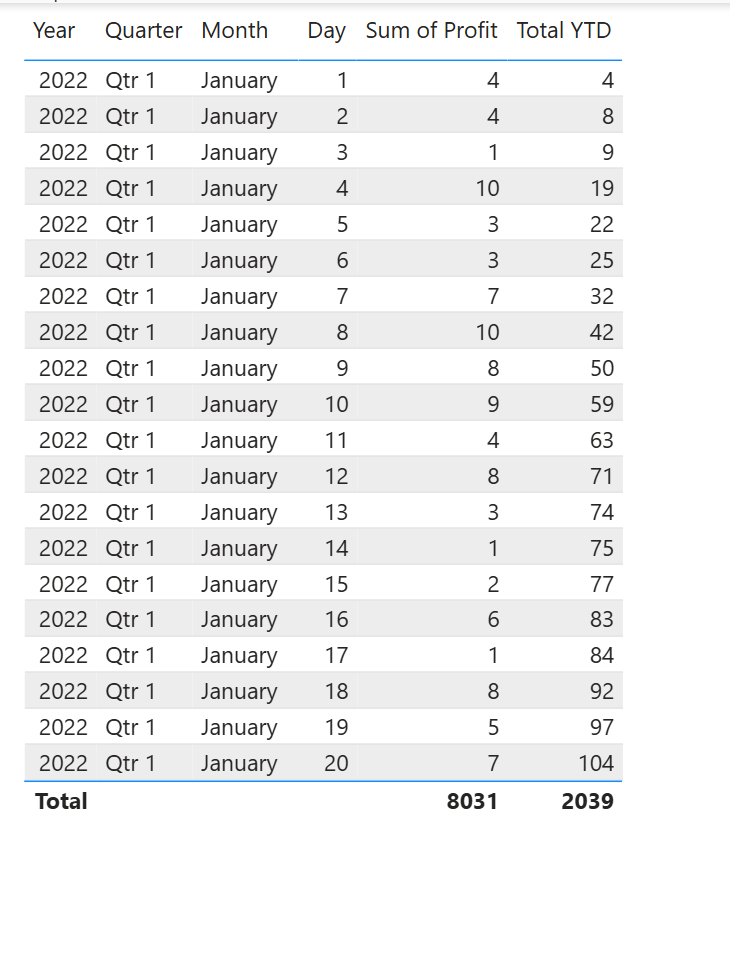 Year Quarter Month Day Sum of Profit Total YTD
2022 Qtr 1 January 1 4 4
2022 Qtr 1 January 2 4 8
2022 Qtr 1 January 3 1 9
2022 Qtr 1 January 4 10 19
2022 Qtr 1 January 5 3 22
2022 Qtr 1 January 6 3 25
2022 Qtr 1 January 7 7 32
2022 Qtr 1 January 8 10 42
2022 Qtr 1 January 9 8 50
2022 Qtr 1 January 10 9 59
2022 Qtr 1 January 11 4 63
2022 Qtr 1 January 12 8 71
2022 Qtr 1 January 13 3 74
2022 Qtr 1 January 14 1 75
2022 Qtr 1 January 15 2 77
2022 Qtr 1 January 16 6 83
2022 Qtr 1 January 17 1 84
2022 Qtr 1 January 18 8 92
2022 Qtr 1 January 19 5 97
2022 Qtr 1 January 20 7 104
Total 8031 2039